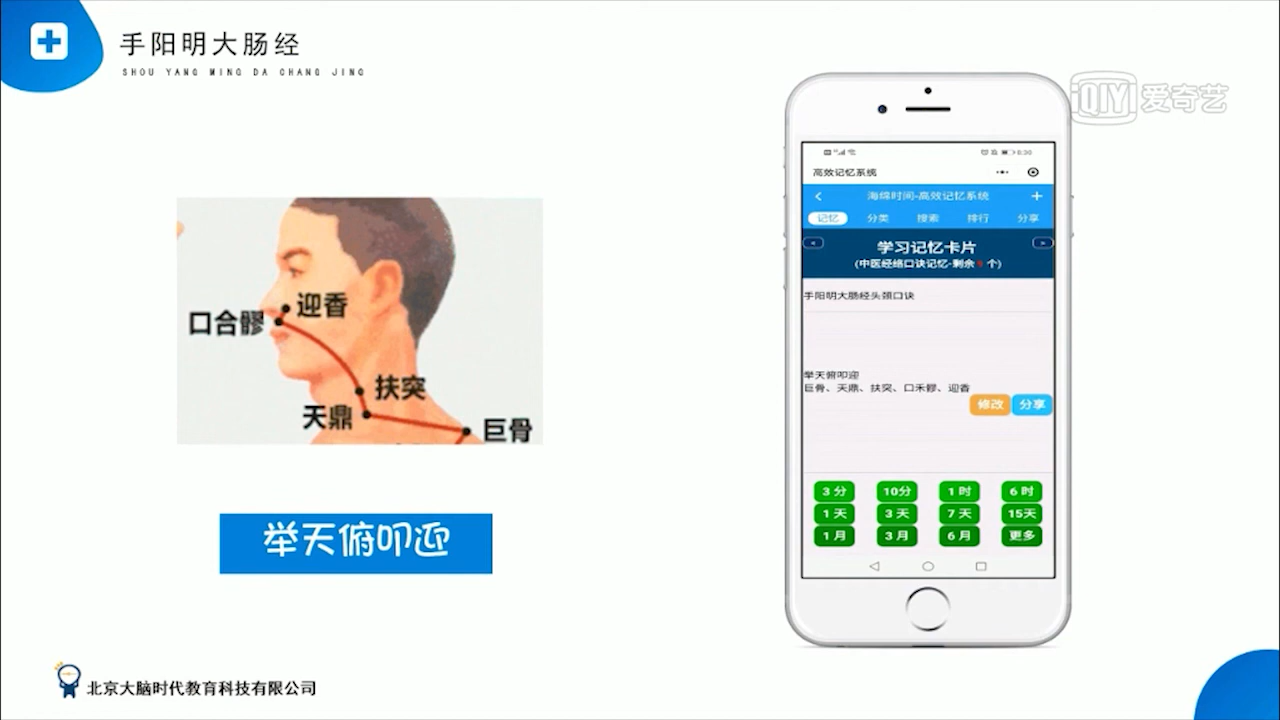 手阳明大肠经
SHOU YANG MING DA CHANG JING
iQIYI 爱奇艺
迎香
口合髎
扶突
天鼎
巨骨
举天俯叩迎
8:30
高效记忆系统
海绵时间-高效记忆系统
记忆 分类 搜索 排行 分享
< 学习记忆卡片 >
(中医经络口诀记忆-剩余 个)
手阳明大肠经头颈口诀
举天俯叩迎
巨骨、天鼎、扶突、口禾髎、迎香
修改 分享
3分 10分 1时 6时
1天 3天 7天 15天
1月 3月 6月 更多
北京大脑时代教育科技有限公司